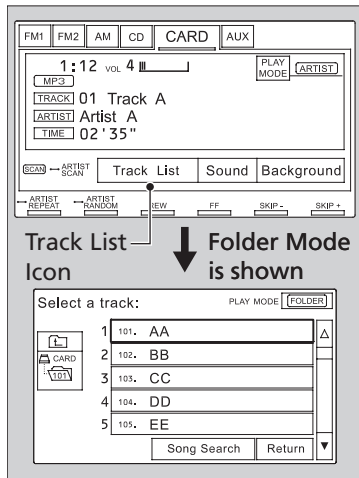 FM1 FM2 AM CD CARD AUX
1:12 VOL 4 PLAY MODE ARTIST
MP3
TRACK 01 Track A
ARTIST Artist A
TIME 02'35"
SCAN ARTIST SCAN Track List Sound Background
ARTIST REPEAT ARTIST RANDOM REW FF SKIP - SKIP +
Track List Icon
Folder Mode is shown
Select a track: PLAY MODE FOLDER
1 101. AA
CARD 2 102. BB
101 3 103. CC
4 104. DD
5 105. EE
Song Search Return